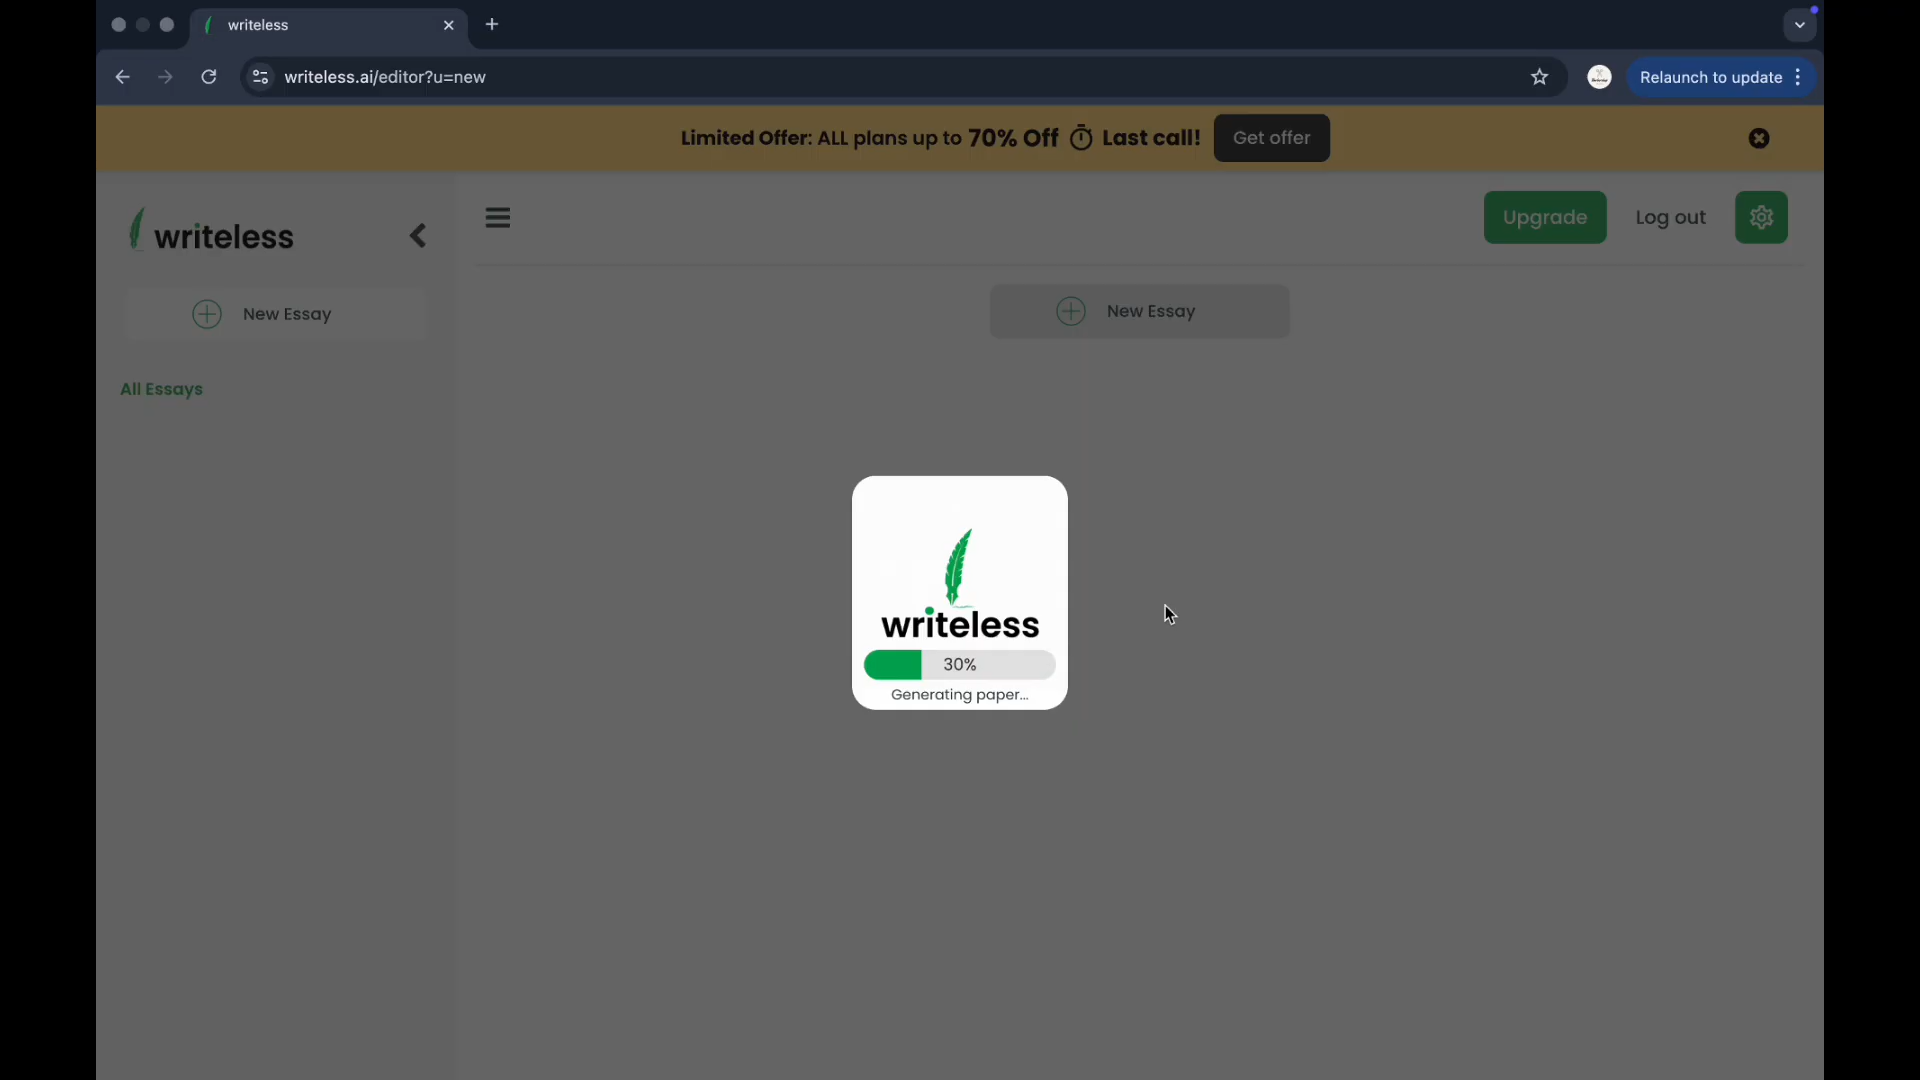 writeless
writeless.ai/editor?u=new
Relaunch to update
Limited Offer: ALL plans up to 70% Off Last call!
Get offer
writeless
Upgrade
Log out
New Essay
New Essay
All Essays
writeless
30%
Generating paper...